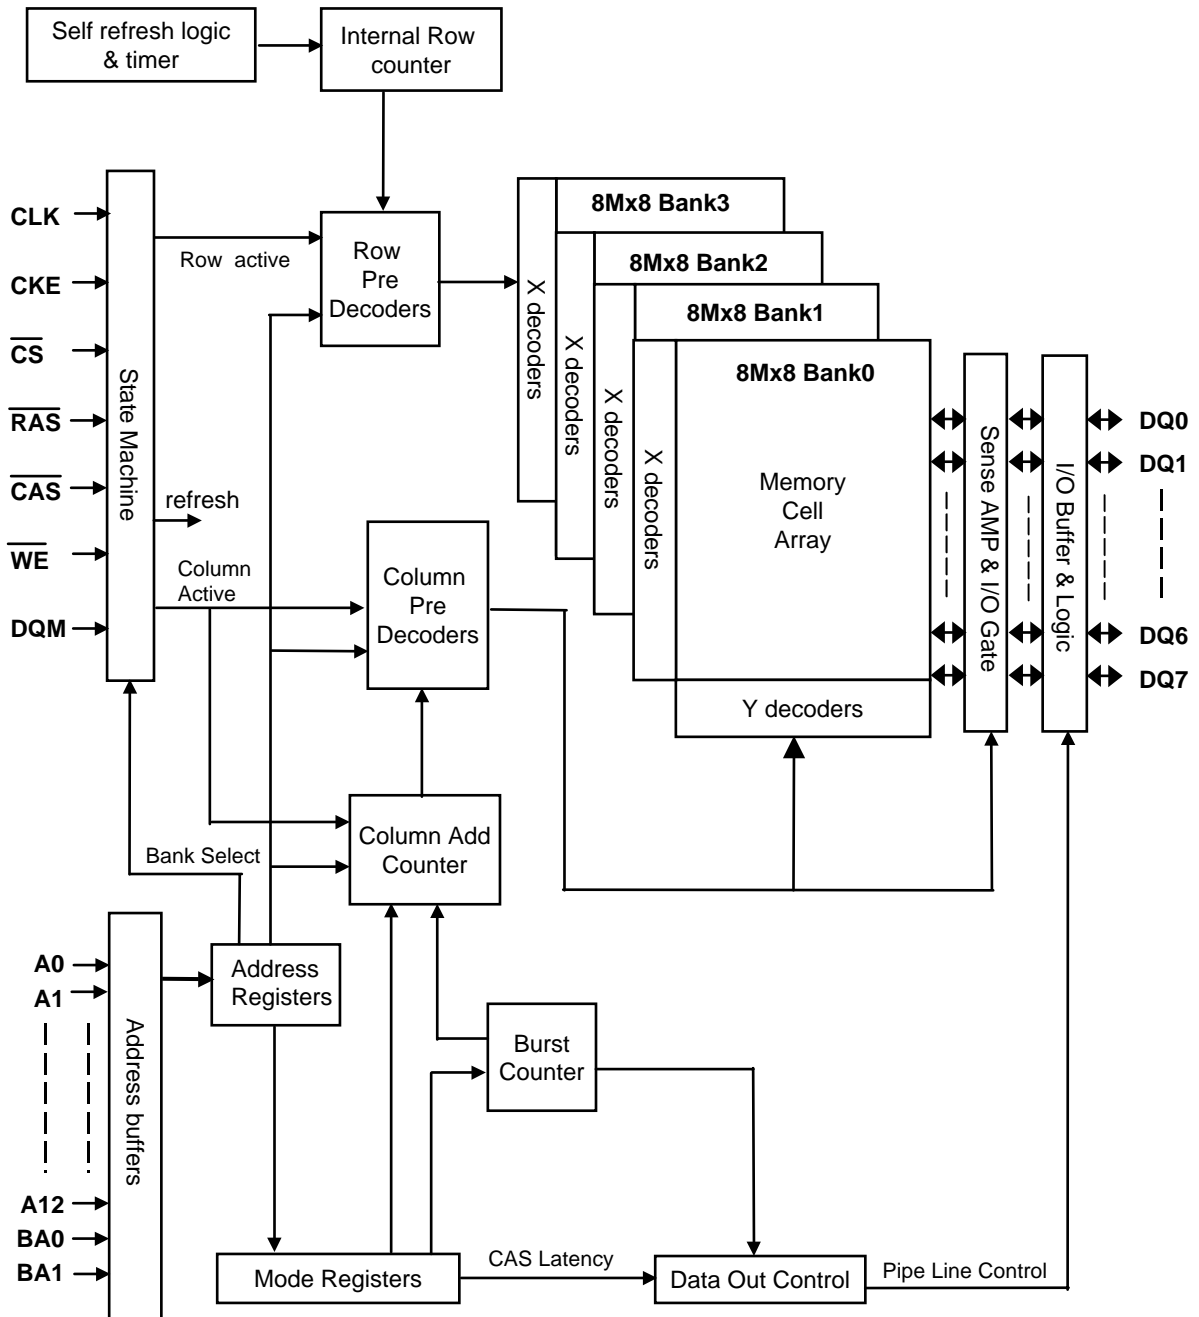 Self refresh logic
& timer
Internal Row
counter
CLK
CKE
CS
RAS
CAS
WE
DQM
State Machine
Row active
refresh
Column
Active
Row
Pre
Decoders
Column
Pre
Decoders
X decoders
X decoders
X decoders
X decoders
8Mx8 Bank3
8Mx8 Bank2
8Mx8 Bank1
8Mx8 Bank0
Memory
Cell
Array
Y decoders
Sense AMP & I/O Gate
I/O Buffer & Logic
DQ0
DQ1
DQ6
DQ7
Bank Select
Column Add
Counter
A0
A1
A12
BA0
BA1
Address buffers
Address
Registers
Burst
Counter
Mode Registers
CAS Latency
Data Out Control
Pipe Line Control